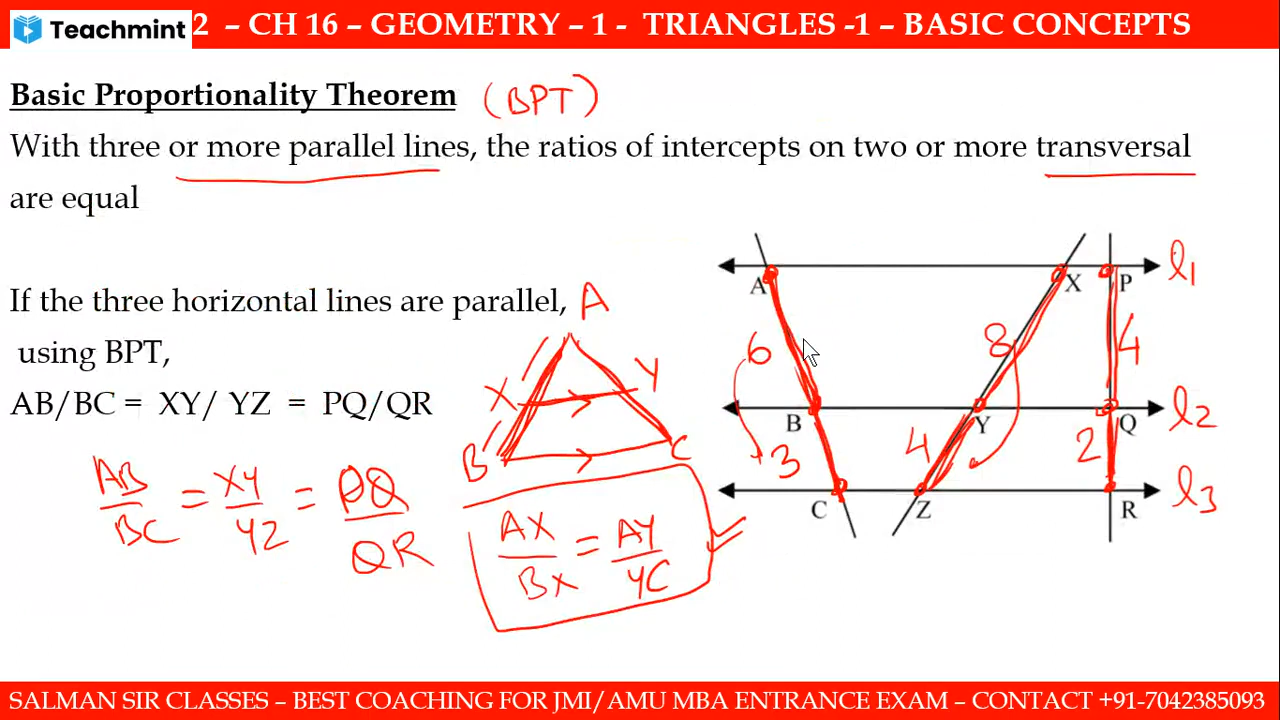 Teachmint 2 – CH 16 – GEOMETRY – 1 - TRIANGLES -1 – BASIC CONCEPTS
Basic Proportionality Theorem (BPT)
With three or more parallel lines, the ratios of intercepts on two or more transversal
are equal
If the three horizontal lines are parallel,
using BPT,
AB/BC = XY/ YZ = PQ/QR
AB/BC = XY/YZ = PQ/QR
A
X Y
B C
AX/BX = AY/YC
A X P l1
6 8 4
B Y Q l2
3 4 2
C Z R l3
SALMAN SIR CLASSES – BEST COACHING FOR JMI/AMU MBA ENTRANCE EXAM – CONTACT +91-7042385093